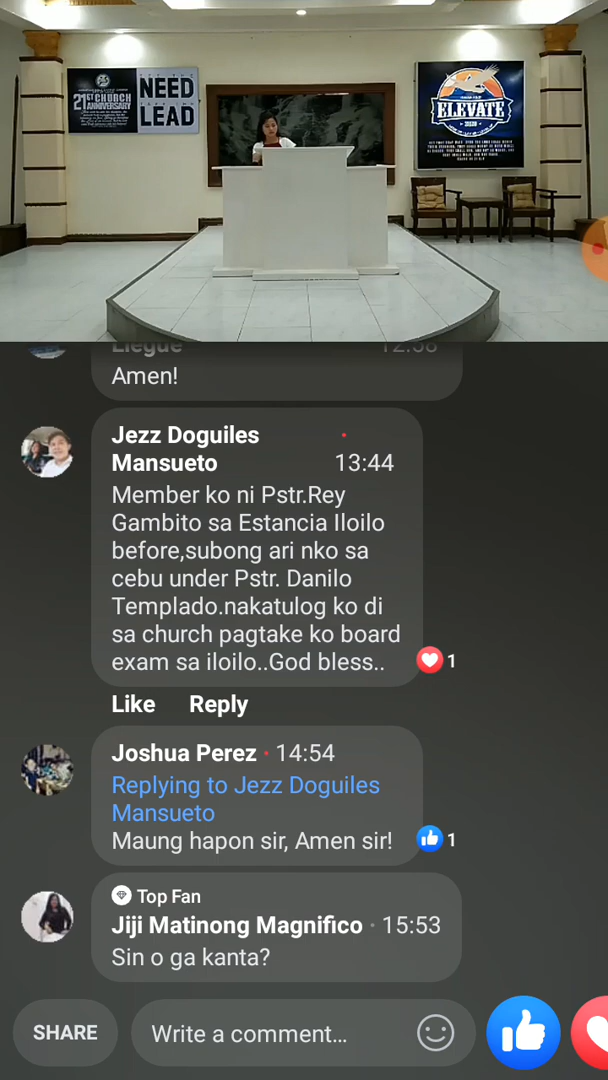 21ST CHURCH
ANNIVERSARY
NEED
LEAD
ELEVATE
12:38
Amen!
Jezz Doguiles
Mansueto
13:44
Member ko ni Pstr.Rey
Gambito sa Estancia Iloilo
before,subong ari nko sa
cebu under Pstr. Danilo
Templado.nakatulog ko di
sa church pagtake ko board
exam sa iloilo..God bless..
1
Like Reply
Joshua Perez · 14:54
Replying to Jezz Doguiles
Mansueto
Maung hapon sir, Amen sir!
1
Top Fan
Jiji Matinong Magnifico · 15:53
Sin o ga kanta?
SHARE
Write a comment...